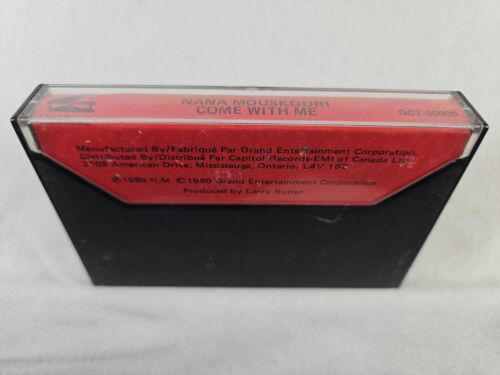 NANA MOUSKOURI
COME WITH ME
GCT-80000
Manufactured By/Fabriqué Par Grand Entertainment Corporation.
Distributed By/Distribué Par Capitol Records-EMI of Canada Ltd.
3109 American Drive, Mississauga, Ontario, L4V 1B2
Ⓟ1980 N.M. ©1980 Grand Entertainment Corporation
Produced by Larry Butler